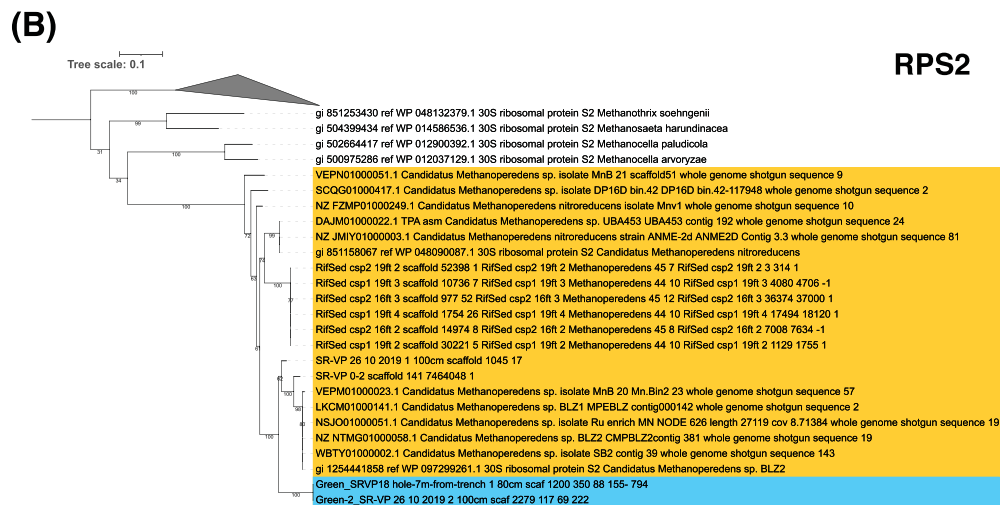 (B)
Tree scale: 0.1
RPS2
100
gi 851253430 ref WP 048132379.1 30S ribosomal protein S2 Methanothrix soehngenii
99
gi 504399434 ref WP 014586536.1 30S ribosomal protein S2 Methanosaeta harundinacea
31
gi 502664417 ref WP 012900392.1 30S ribosomal protein S2 Methanocella paludicola
100
gi 500975286 ref WP 012037129.1 30S ribosomal protein S2 Methanocella arvoryzae
34
VEPN01000051.1 Candidatus Methanoperedens sp. isolate MnB 21 scaffold51 whole genome shotgun sequence 9
SCQG01000417.1 Candidatus Methanoperedens sp. isolate DP16D bin.42 DP16D bin.42-117948 whole genome shotgun sequence 2
100
NZ FZMP01000249.1 Candidatus Methanoperedens nitroreducens isolate Mnv1 whole genome shotgun sequence 10
DAJM01000022.1 TPA asm Candidatus Methanoperedens sp. UBA453 UBA453 contig 192 whole genome shotgun sequence 24
72
99
NZ JMIY01000003.1 Candidatus Methanoperedens nitroreducens strain ANME-2d ANME2D Contig 3.3 whole genome shotgun sequence 81
gi 851158067 ref WP 048090087.1 30S ribosomal protein S2 Candidatus Methanoperedens nitroreducens
RifSed csp2 19ft 2 scaffold 52398 1 RifSed csp2 19ft 2 Methanoperedens 45 7 RifSed csp2 19ft 2 3 314 1
100
RifSed csp1 19ft 3 scaffold 10736 7 RifSed csp1 19ft 3 Methanoperedens 44 10 RifSed csp1 19ft 3 4080 4706 -1
RifSed csp2 16ft 3 scaffold 977 52 RifSed csp2 16ft 3 Methanoperedens 45 12 RifSed csp2 16ft 3 36374 37000 1
RifSed csp1 19ft 4 scaffold 1754 26 RifSed csp1 19ft 4 Methanoperedens 44 10 RifSed csp1 19ft 4 17494 18120 1
RifSed csp2 16ft 2 scaffold 14974 8 RifSed csp2 16ft 2 Methanoperedens 45 8 RifSed csp2 16ft 2 7008 7634 -1
RifSed csp1 19ft 2 scaffold 30221 5 RifSed csp1 19ft 2 Methanoperedens 44 10 RifSed csp1 19ft 2 1129 1755 1
SR-VP 26 10 2019 1 100cm scaffold 1045 17
SR-VP 0-2 scaffold 141 7464048 1
100
VEPM01000023.1 Candidatus Methanoperedens sp. isolate MnB 20 Mn.Bin2 23 whole genome shotgun sequence 57
LKCM01000141.1 Candidatus Methanoperedens sp. BLZ1 MPEBLZ contig000142 whole genome shotgun sequence 2
NSJO01000051.1 Candidatus Methanoperedens sp. isolate Ru enrich MN NODE 626 length 27119 cov 8.71384 whole genome shotgun sequence 19
100
NZ NTMG01000058.1 Candidatus Methanoperedens sp. BLZ2 CMPBLZ2contig 381 whole genome shotgun sequence 19
WBTY01000002.1 Candidatus Methanoperedens sp. isolate SB2 contig 39 whole genome shotgun sequence 143
gi 1254441858 ref WP 097299261.1 30S ribosomal protein S2 Candidatus Methanoperedens sp. BLZ2
Green_SRVP18 hole-7m-from-trench 1 80cm scaf 1200 350 88 155- 794
100
Green-2_SR-VP 26 10 2019 2 100cm scaf 2279 117 69 222